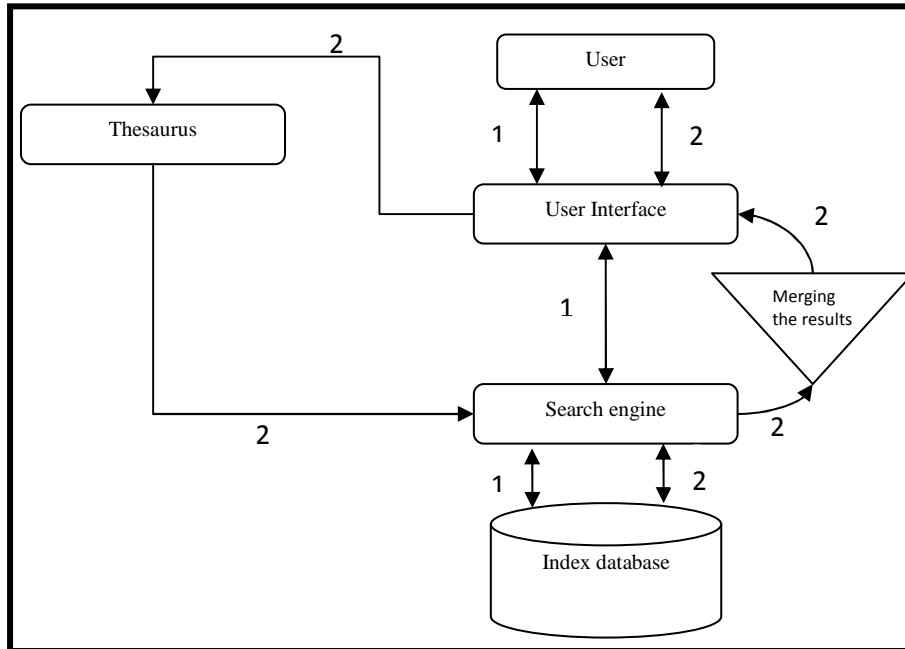 2
User
Thesaurus
1
2
User Interface
2
1
Merging
the results
Search engine
2
2
1
2
Index database